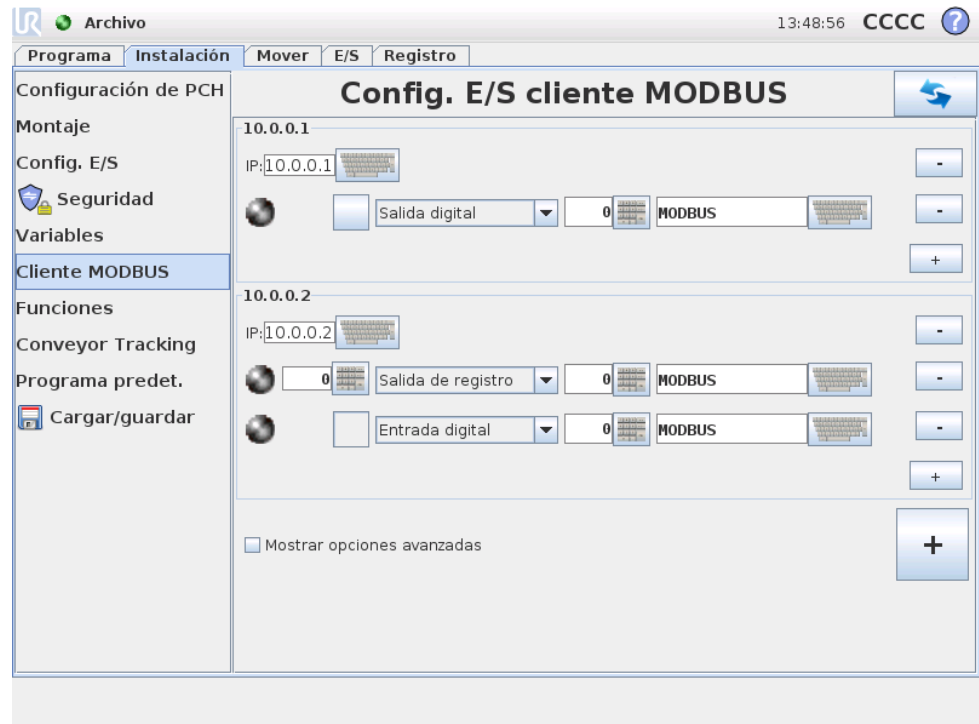 UR Archivo 13:48:56 CCCC ?
Programa Instalación Mover E/S Registro
Configuración de PCH
Montaje
Config. E/S
Seguridad
Variables
Cliente MODBUS
Funciones
Conveyor Tracking
Programa predet.
Cargar/guardar
Config. E/S cliente MODBUS
10.0.0.1
IP: 10.0.0.1 -
Salida digital 0 MODBUS -
+
10.0.0.2
IP: 10.0.0.2 -
0 Salida de registro 0 MODBUS -
Entrada digital 0 MODBUS -
+
Mostrar opciones avanzadas +